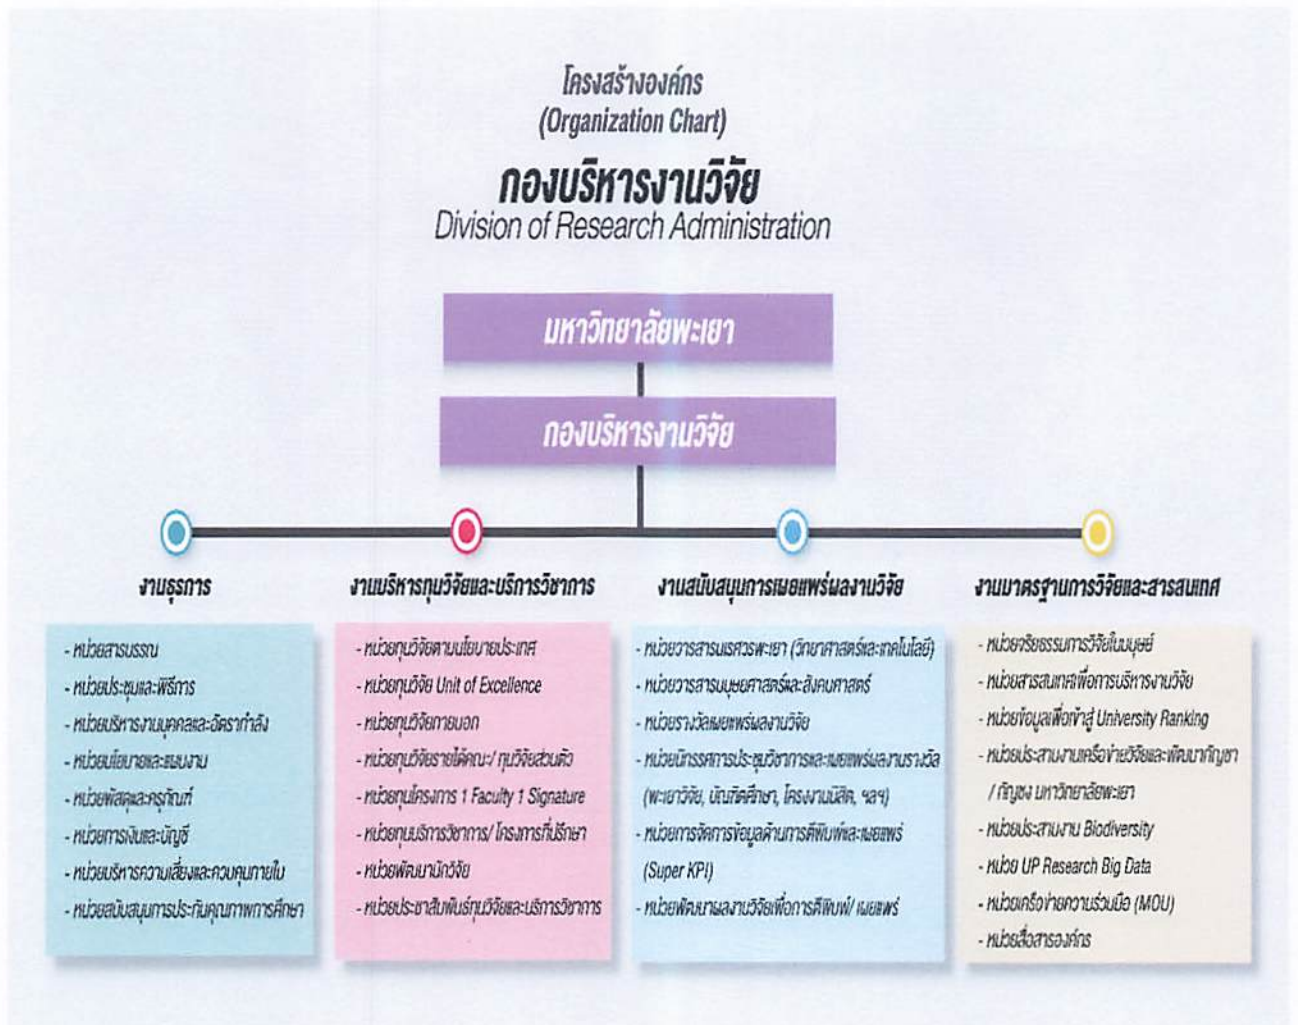 โครงสร้างองค์กร
(Organization Chart)
กองบริหารงานวิจัย
Division of Research Administration
มหาวิทยาลัยพะเยา
กองบริหารงานวิจัย
งานธุรการ
- หน่วยสารบรรณ
- หน่วยประชุมและพิธีการ
- หน่วยบริหารงานบุคคลและอัตรากำลัง
- หน่วยนโยบายและแผนงาน
- หน่วยพัสดุและครุภัณฑ์
- หน่วยการเงินและบัญชี
- หน่วยบริหารความเสี่ยงและควบคุมภายใน
- หน่วยสนับสนุนการประกันคุณภาพการศึกษา
งานบริหารทุนวิจัยและบริการวิชาการ
- หน่วยทุนวิจัยตามนโยบายประเทศ
- หน่วยทุนวิจัย Unit of Excellence
- หน่วยทุนวิจัยภายนอก
- หน่วยทุนวิจัยรายได้คณะ/ ทุนวิจัยส่วนตัว
- หน่วยทุนโครงการ 1 Faculty 1 Signature
- หน่วยทุนบริการวิชาการ/ โครงการที่ปรึกษา
- หน่วยพัฒนานักวิจัย
- หน่วยประชาสัมพันธ์ทุนวิจัยและบริการวิชาการ
งานสนับสนุนการเผยแพร่ผลงานวิจัย
- หน่วยวารสารนเรศวรพะเยา (วิทยาศาสตร์และเทคโนโลยี)
- หน่วยวารสารมนุษยศาสตร์และสังคมศาสตร์
- หน่วยรางวัลเผยแพร่ผลงานวิจัย
- หน่วยนิทรรศการประชุมวิชาการและเผยแพร่ผลงานรางวัล
(พะเยาวิจัย, บัณฑิตศึกษา, โครงงานนิสิต, ฯลฯ)
- หน่วยการจัดการข้อมูลด้านการตีพิมพ์และเผยแพร่
(Super KPI)
- หน่วยพัฒนาผลงานวิจัยเพื่อการตีพิมพ์/ เผยแพร่
งานมาตรฐานการวิจัยและสารสนเทศ
- หน่วยจริยธรรมการวิจัยในมนุษย์
- หน่วยสารสนเทศเพื่อการบริหารงานวิจัย
- หน่วยข้อมูลเพื่อเข้าสู่ University Ranking
- หน่วยประสานงานเครือข่ายวิจัยและพัฒนากัญชา
/ กัญชง มหาวิทยาลัยพะเยา
- หน่วยประสานงาน Biodiversity
- หน่วย UP Research Big Data
- หน่วยเครือข่ายความร่วมมือ (MOU)
- หน่วยสื่อสารองค์กร